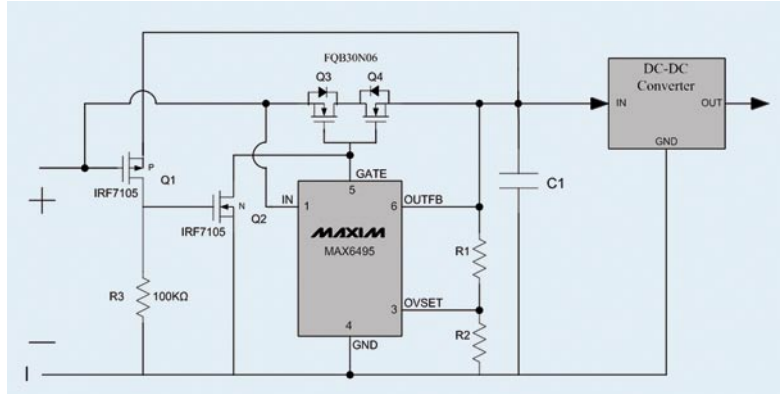 FQB30N06
Q3
Q4
DC-DC
Converter
IN
OUT
GND
P
Q1
IRF7105
N
Q2
IRF7105
GATE
5
IN
1
6
OUTFB
MAXIM
MAX6495
C1
R1
+
R3
100KΩ
3
OVSET
R2
4
GND
—
I